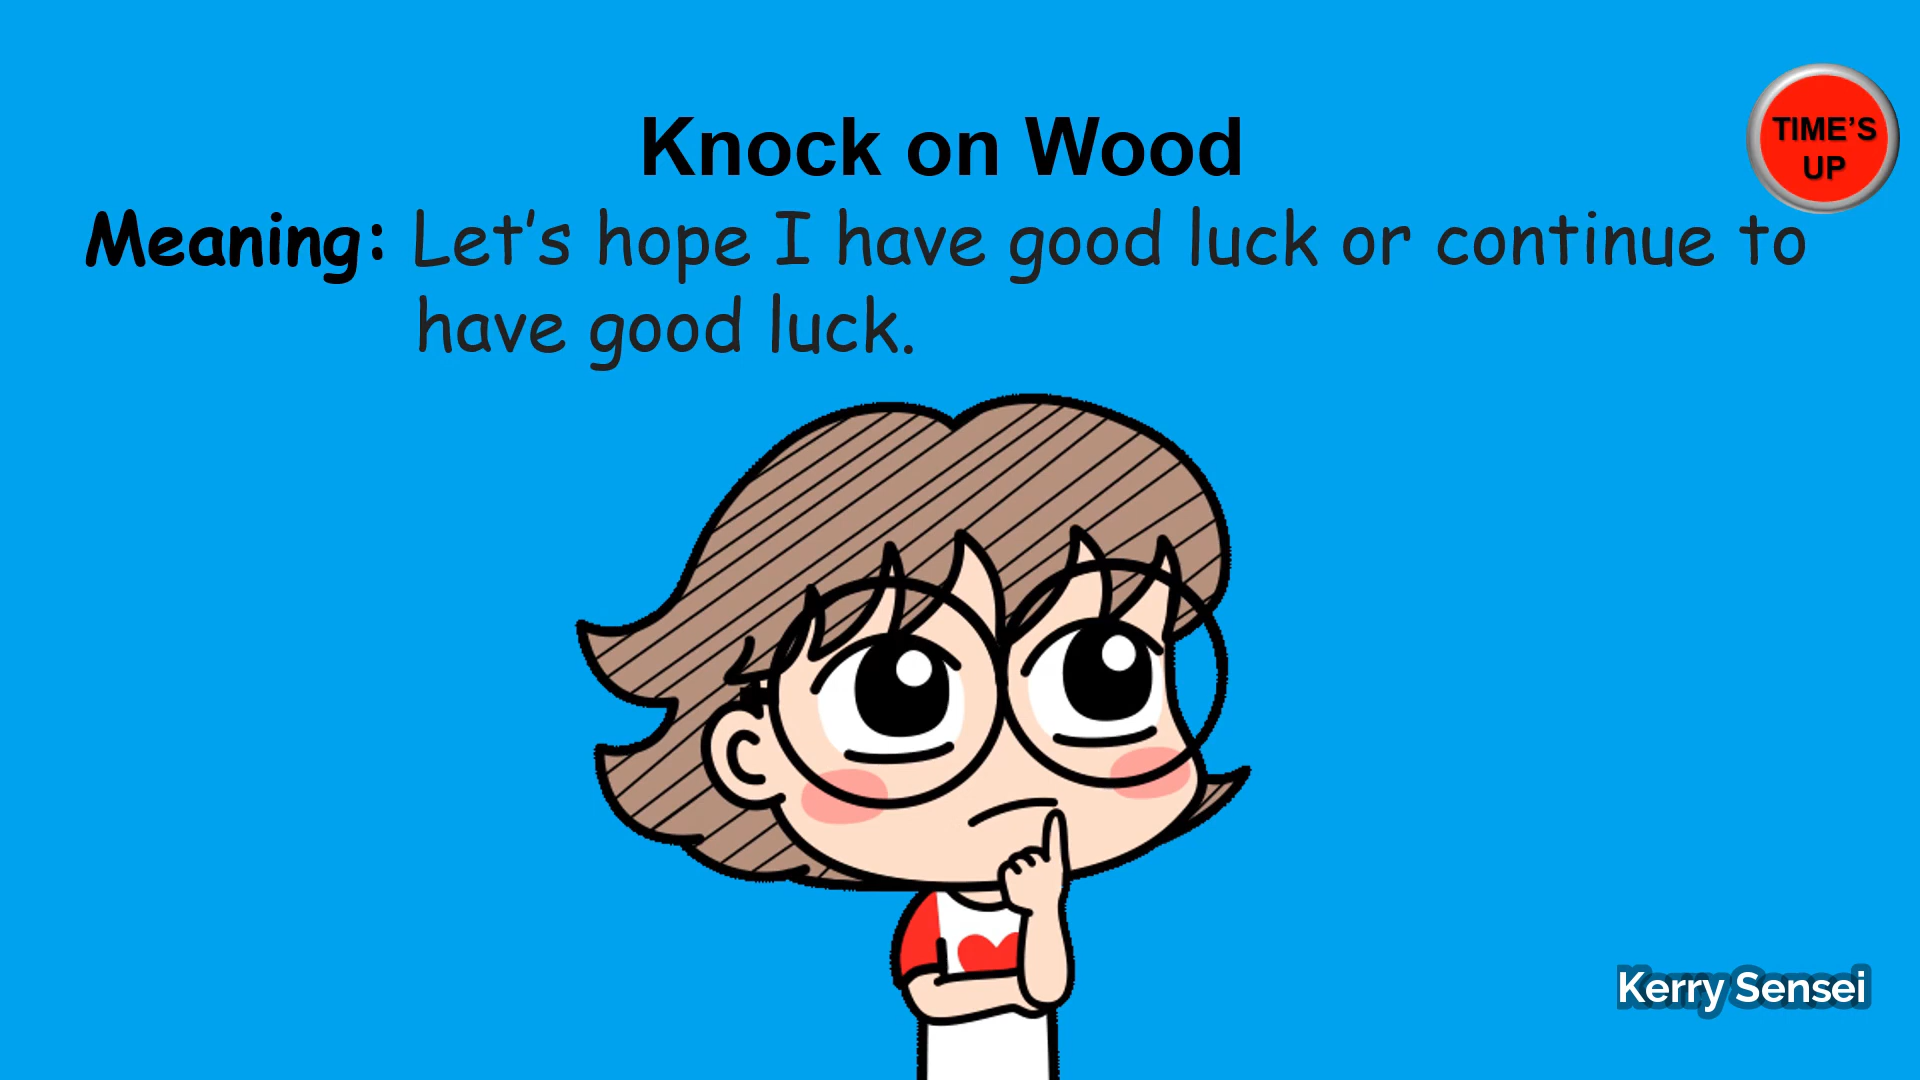 Knock on Wood
TIME’S
UP
Meaning: Let’s hope I have good luck or continue to
have good luck.
Kerry Sensei